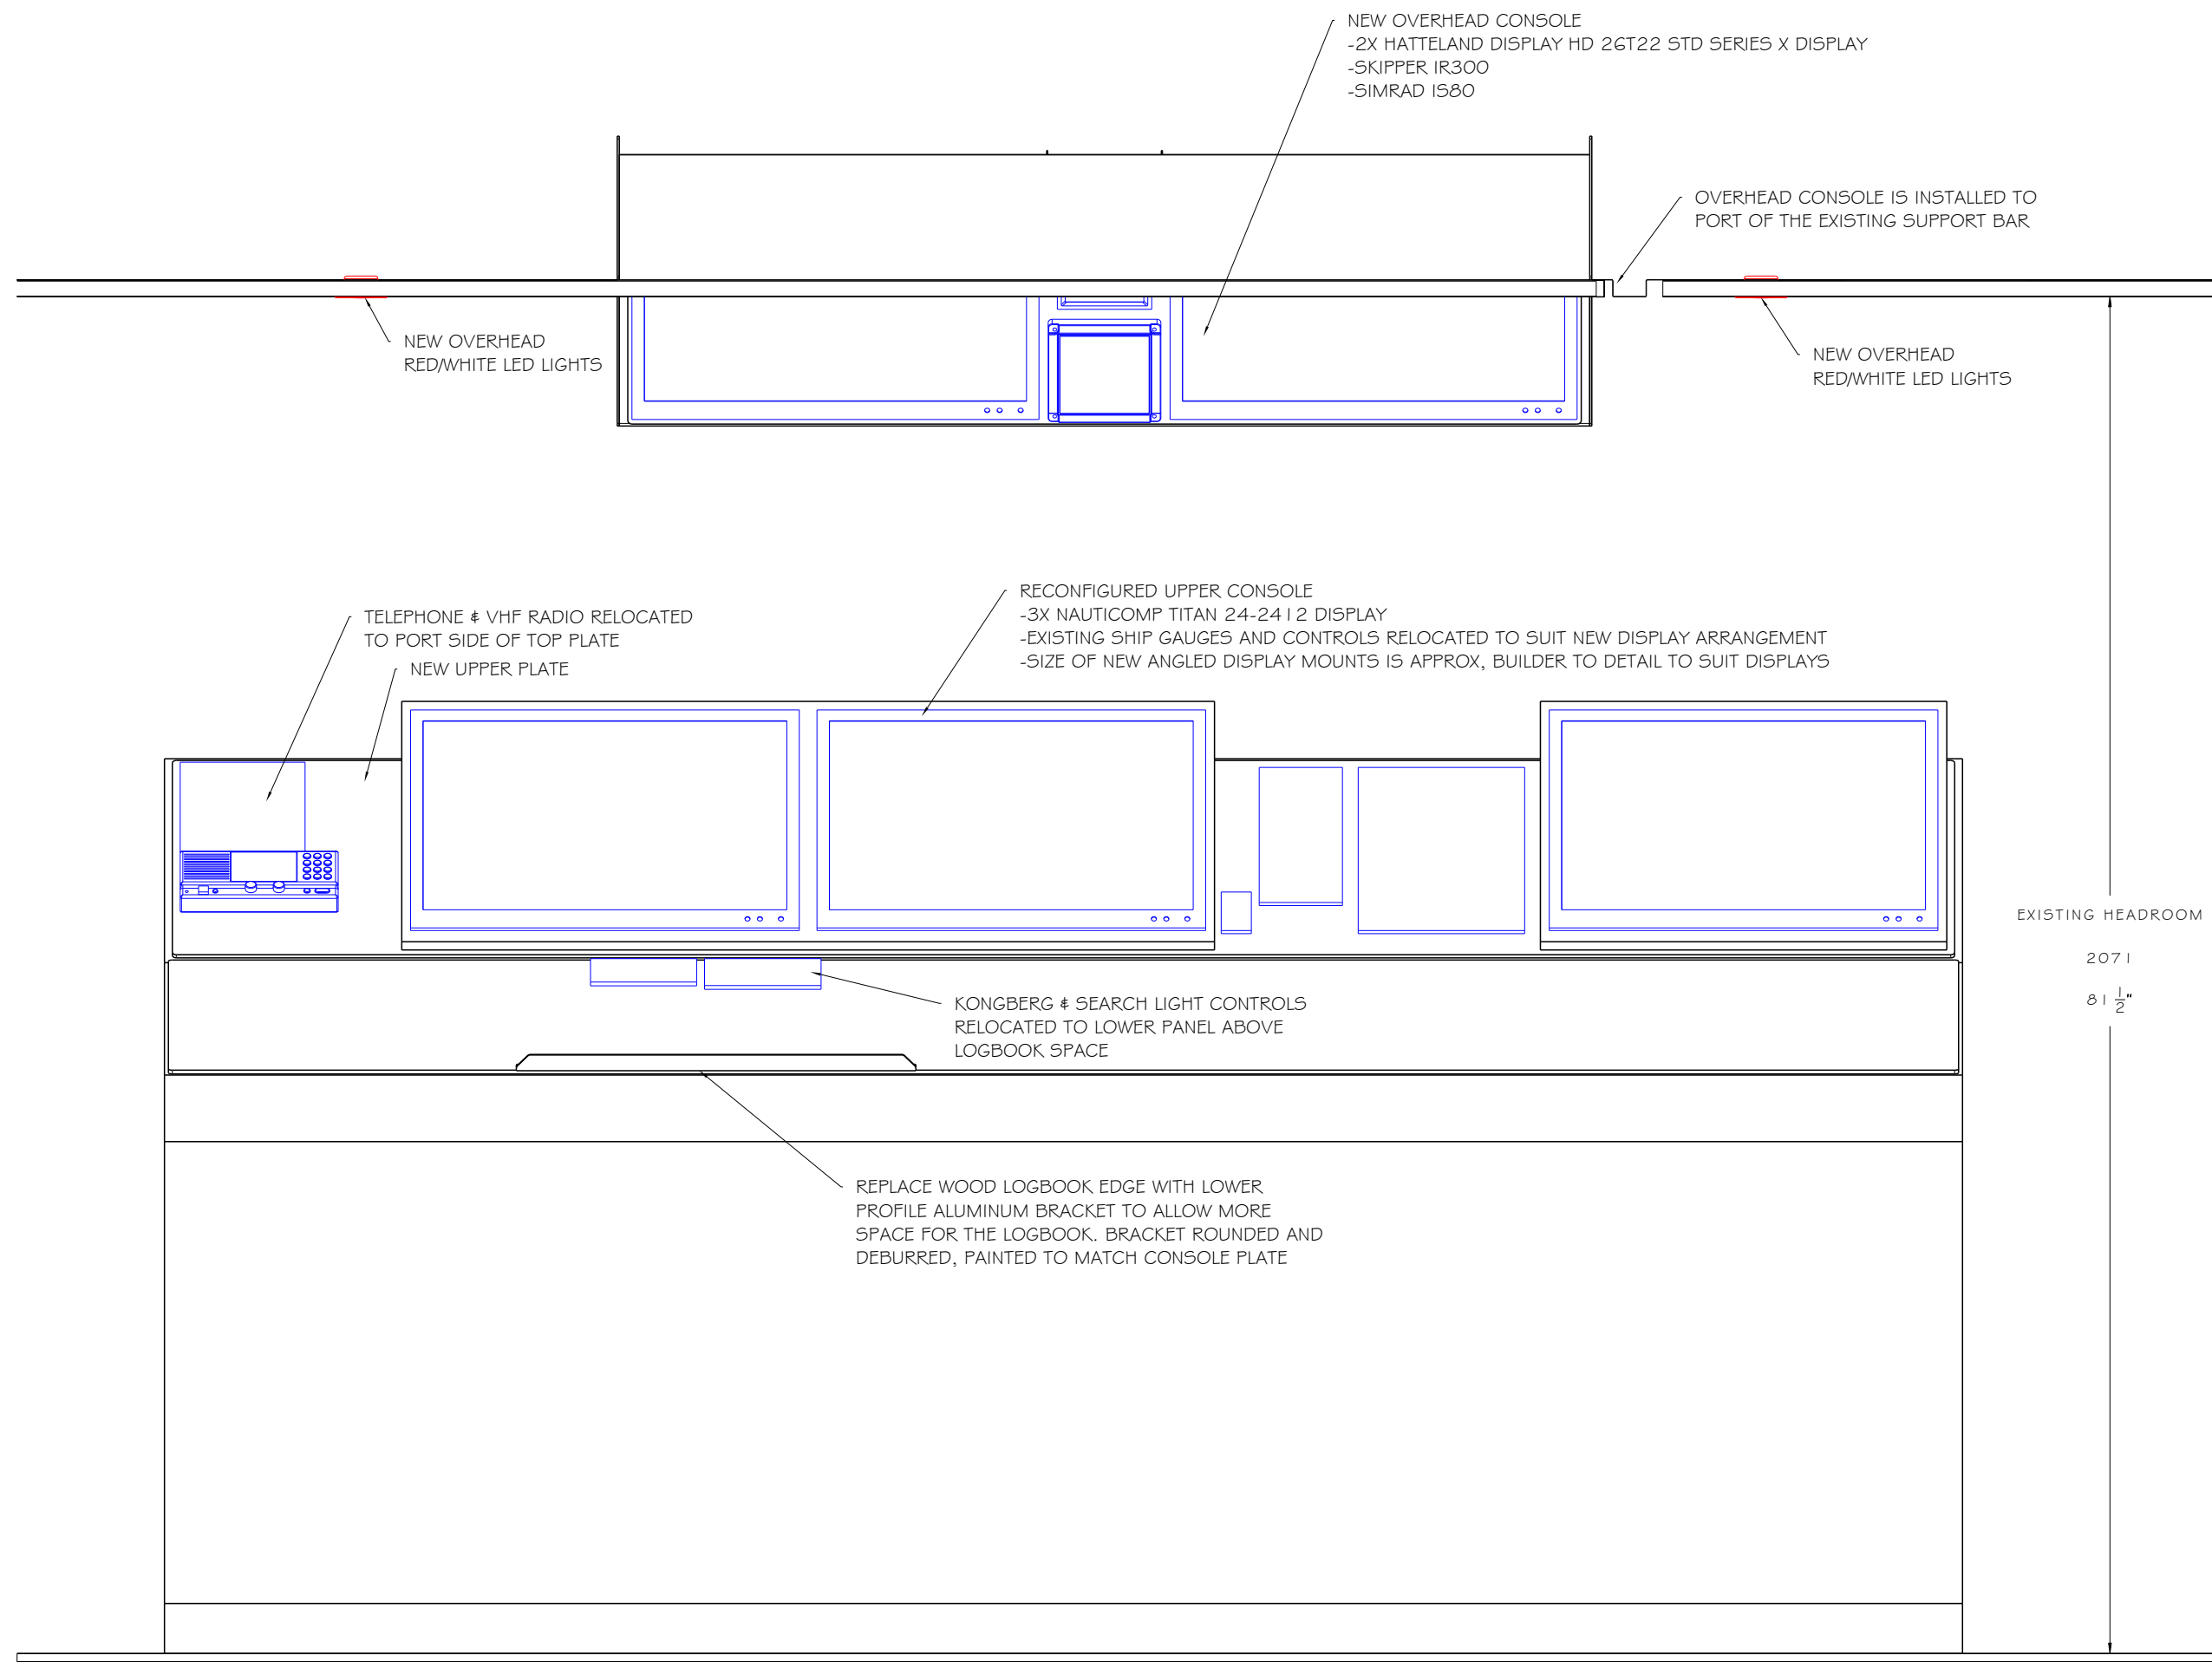 NEW OVERHEAD CONSOLE
-2X HATTELAND DISPLAY HD 26T22 STD SERIES X DISPLAY
-SKIPPER IR300
-SIMRAD IS80
OVERHEAD CONSOLE IS INSTALLED TO
PORT OF THE EXISTING SUPPORT BAR
NEW OVERHEAD
RED/WHITE LED LIGHTS
NEW OVERHEAD
RED/WHITE LED LIGHTS
RECONFIGURED UPPER CONSOLE
-3X NAUTICOMP TITAN 24-2412 DISPLAY
-EXISTING SHIP GAUGES AND CONTROLS RELOCATED TO SUIT NEW DISPLAY ARRANGEMENT
-SIZE OF NEW ANGLED DISPLAY MOUNTS IS APPROX, BUILDER TO DETAIL TO SUIT DISPLAYS
TELEPHONE & VHF RADIO RELOCATED
TO PORT SIDE OF TOP PLATE
NEW UPPER PLATE
EXISTING HEADROOM
2071
81 1/2"
KONGBERG & SEARCH LIGHT CONTROLS
RELOCATED TO LOWER PANEL ABOVE
LOGBOOK SPACE
REPLACE WOOD LOGBOOK EDGE WITH LOWER
PROFILE ALUMINUM BRACKET TO ALLOW MORE
SPACE FOR THE LOGBOOK. BRACKET ROUNDED AND
DEBURRED, PAINTED TO MATCH CONSOLE PLATE